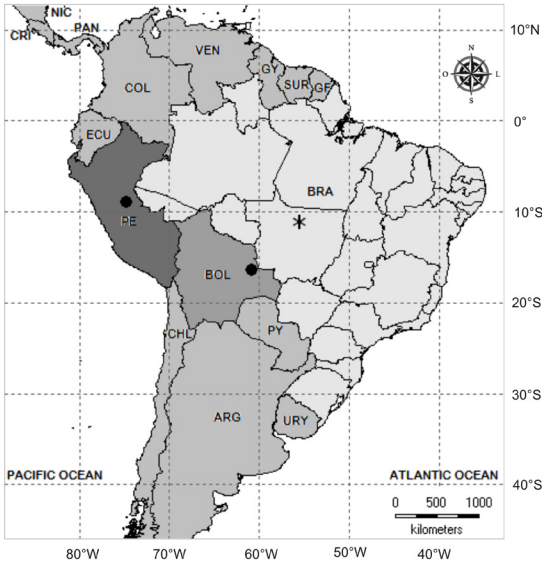 NIC
CRI
PAN
10°N
VEN
GY
SUR
GF
COL
N
O
L
S
0°
ECU
BRA
PE
10°S
BOL
20°S
CHL
PY
30°S
ARG
URY
PACIFIC OCEAN
ATLANTIC OCEAN
0 500 1000
kilometers
40°S
80°W 70°W 60°W 50°W 40°W